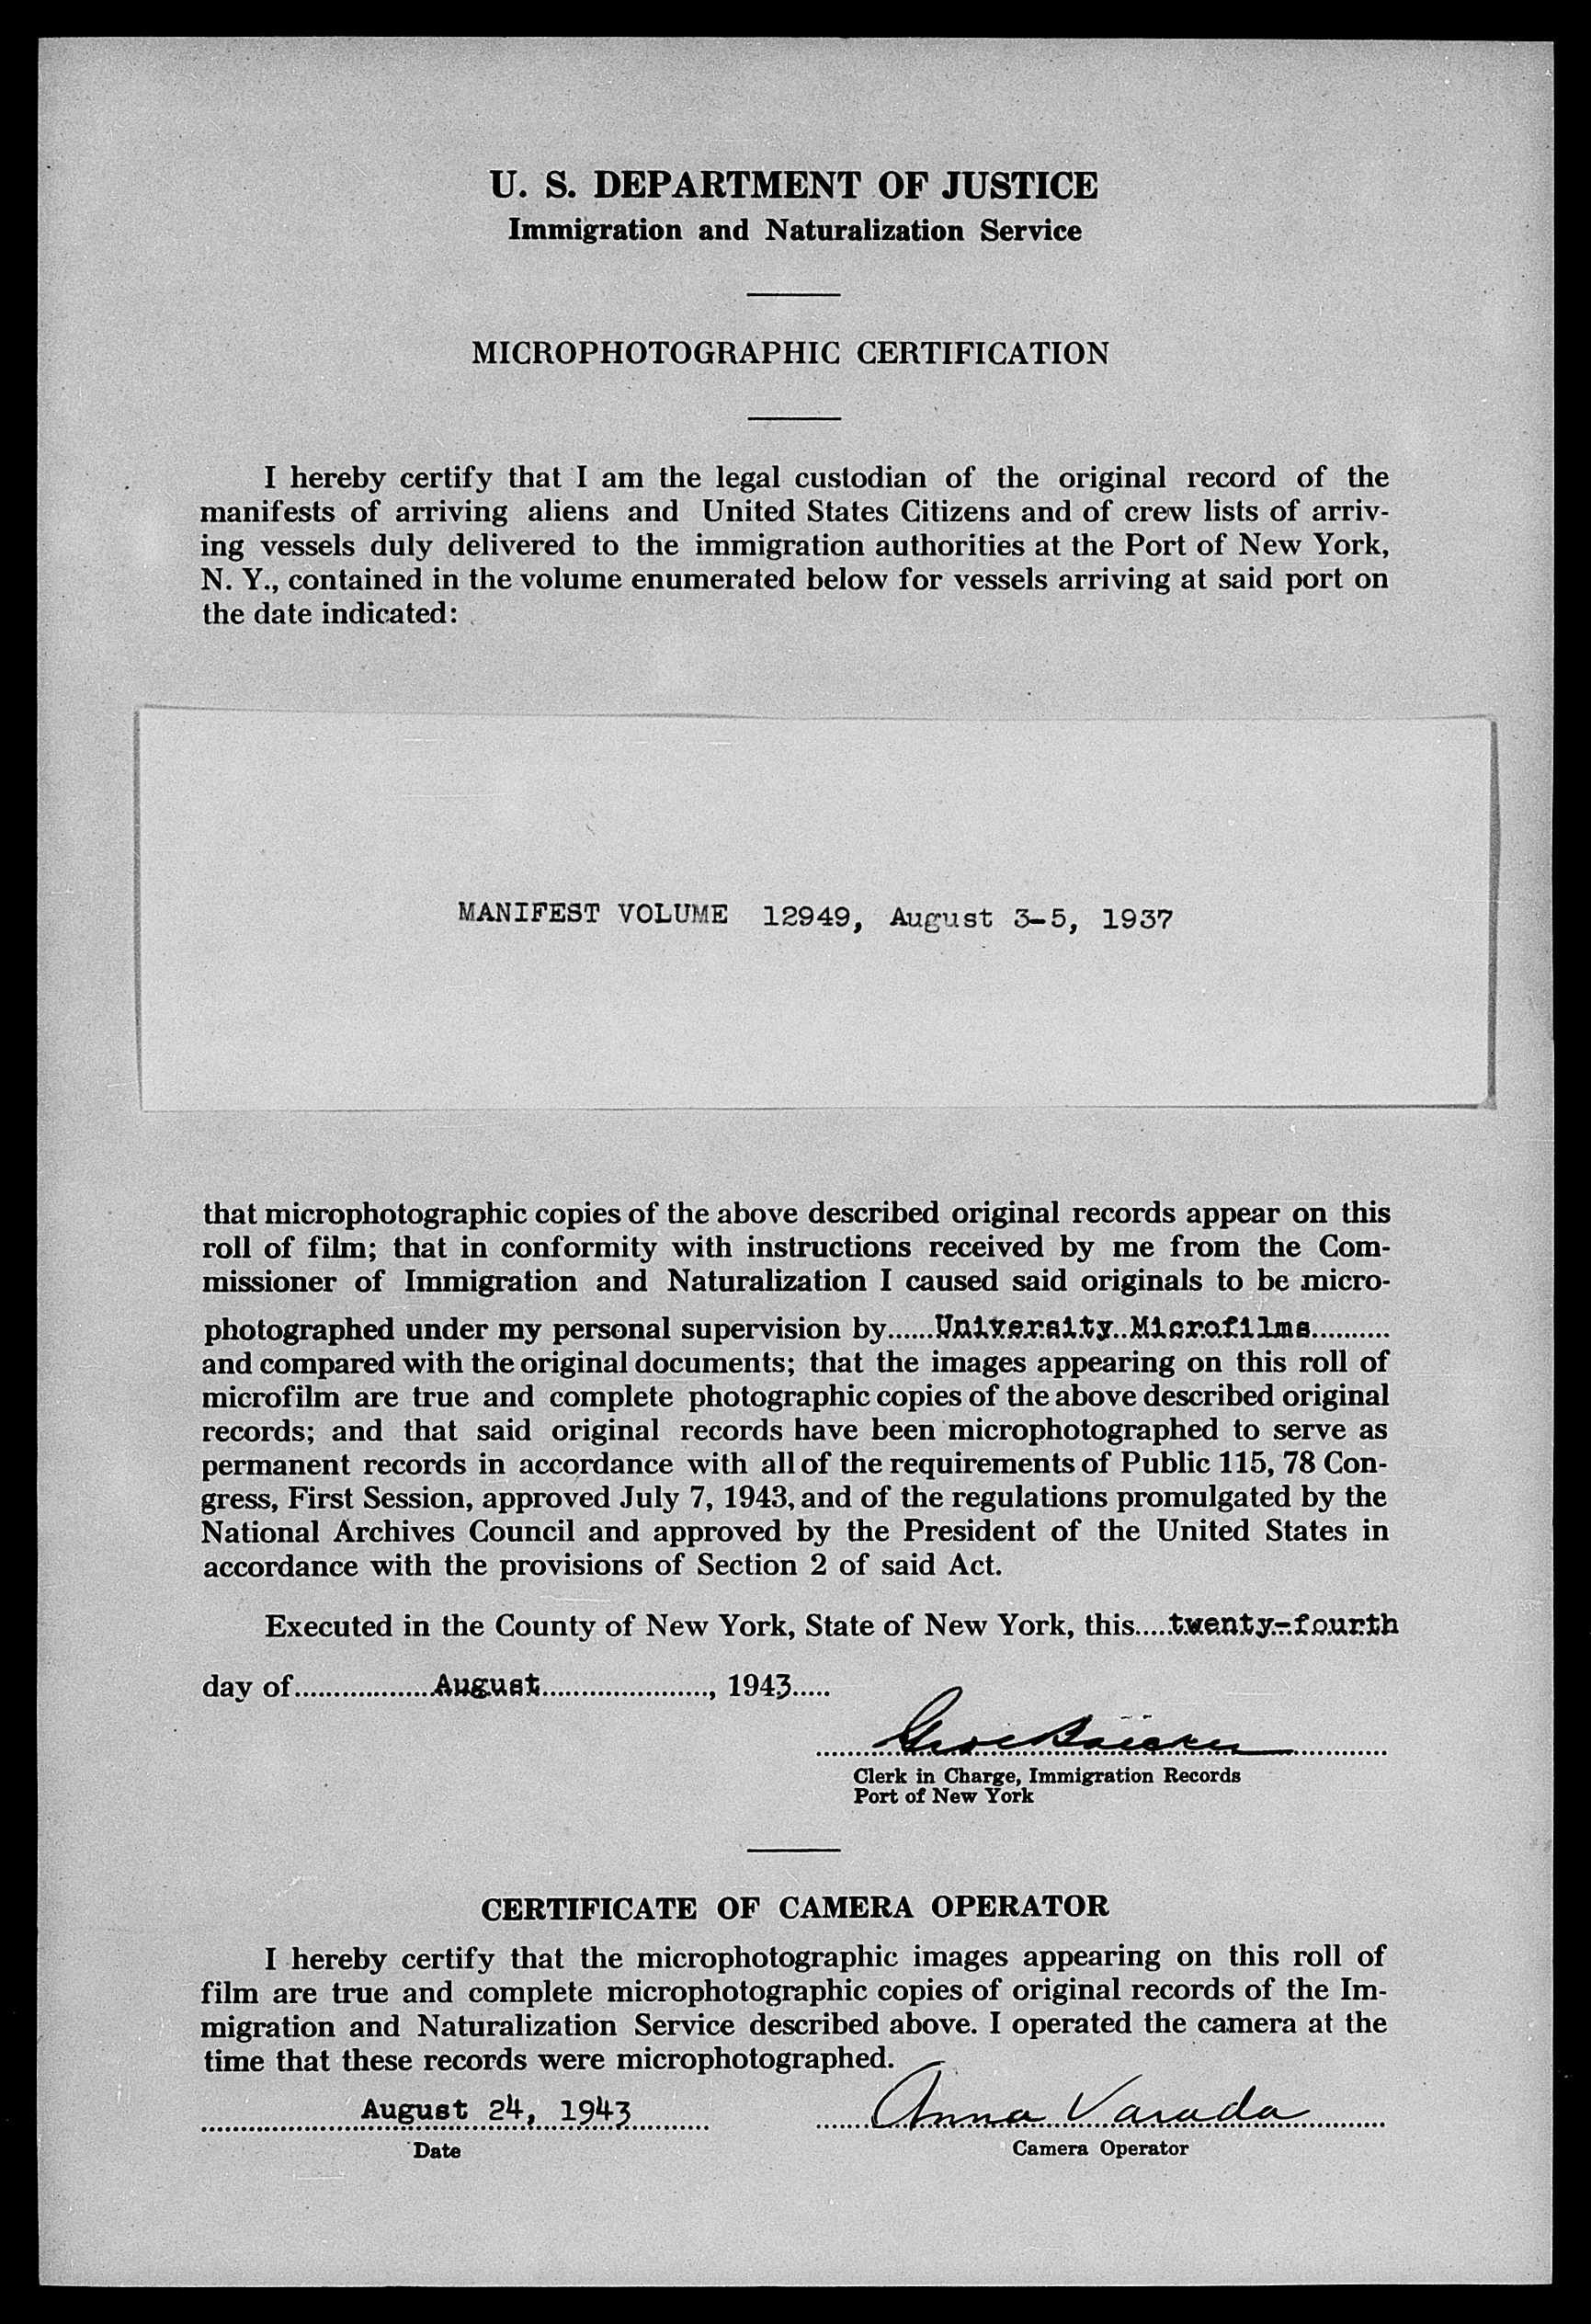 U. S. DEPARTMENT OF JUSTICE
Immigration and Naturalization Service
MICROPHOTOGRAPHIC CERTIFICATION
I hereby certify that I am the legal custodian of the original record of the
manifests of arriving aliens and United States Citizens and of crew lists of arriv-
ing vessels duly delivered to the immigration authorities at the Port of New York,
N. Y., contained in the volume enumerated below for vessels arriving at said port on
the date indicated:
MANIFEST VOLUME 12949, August 3-5, 1937
that microphotographic copies of the above described original records appear on this
roll of film; that in conformity with instructions received by me from the Com-
missioner of Immigration and Naturalization I caused said originals to be micro-
photographed under my personal supervision by......University Microfilms..........
and compared with the original documents; that the images appearing on this roll of
microfilm are true and complete photographic copies of the above described original
records; and that said original records have been microphotographed to serve as
permanent records in accordance with all of the requirements of Public 115, 78 Con-
gress, First Session, approved July 7, 1943, and of the regulations promulgated by the
National Archives Council and approved by the President of the United States in
accordance with the provisions of Section 2 of said Act.
Executed in the County of New York, State of New York, this....twenty-fourth
day of..................August......................, 1943.....
Clerk in Charge, Immigration Records
Port of New York
CERTIFICATE OF CAMERA OPERATOR
I hereby certify that the microphotographic images appearing on this roll of
film are true and complete microphotographic copies of original records of the Im-
migration and Naturalization Service described above. I operated the camera at the
time that these records were microphotographed.
August 24, 1943
Anna Varada
Date
Camera Operator